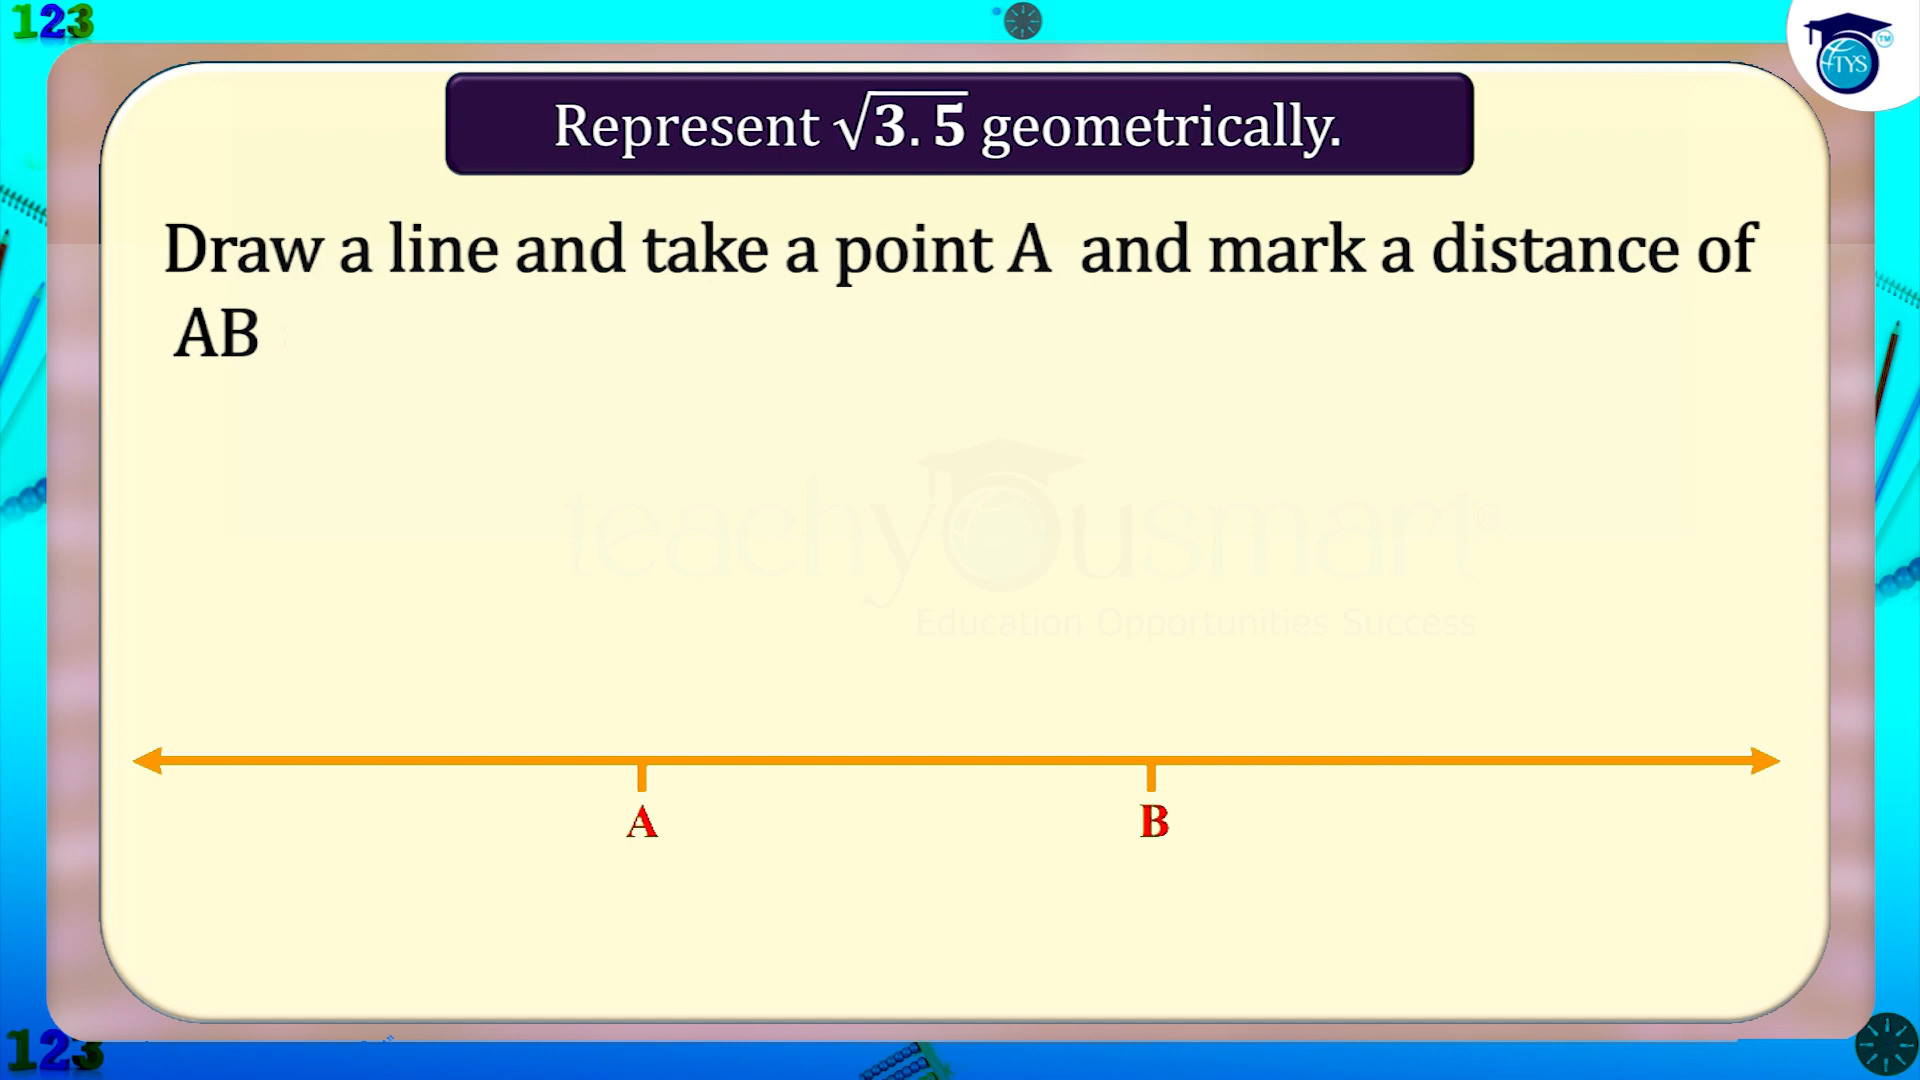 123
TYS TM
Represent √3.5 geometrically.
Draw a line and take a point A and mark a distance of
AB
teachyousmart
Education Opportunities Success
A
B
123